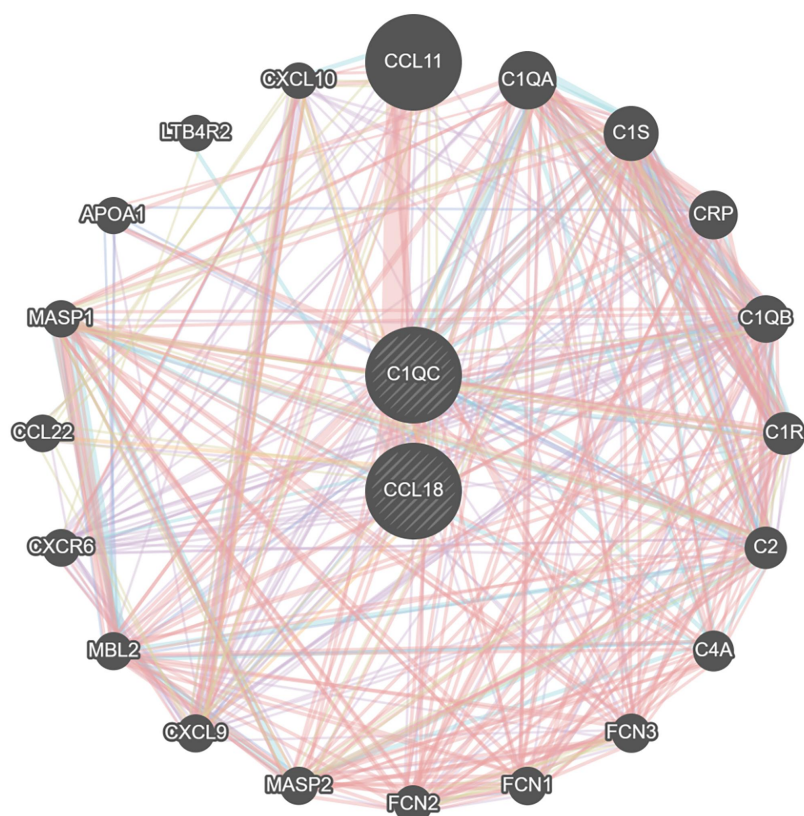 CCL11
CXCL10
C1QA
LTB4R2
C1S
APOA1
CRP
MASP1
C1QB
C1QC
CCL22
C1R
CCL18
CXCR6
C2
MBL2
C4A
CXCL9
FCN3
MASP2
FCN1
FCN2